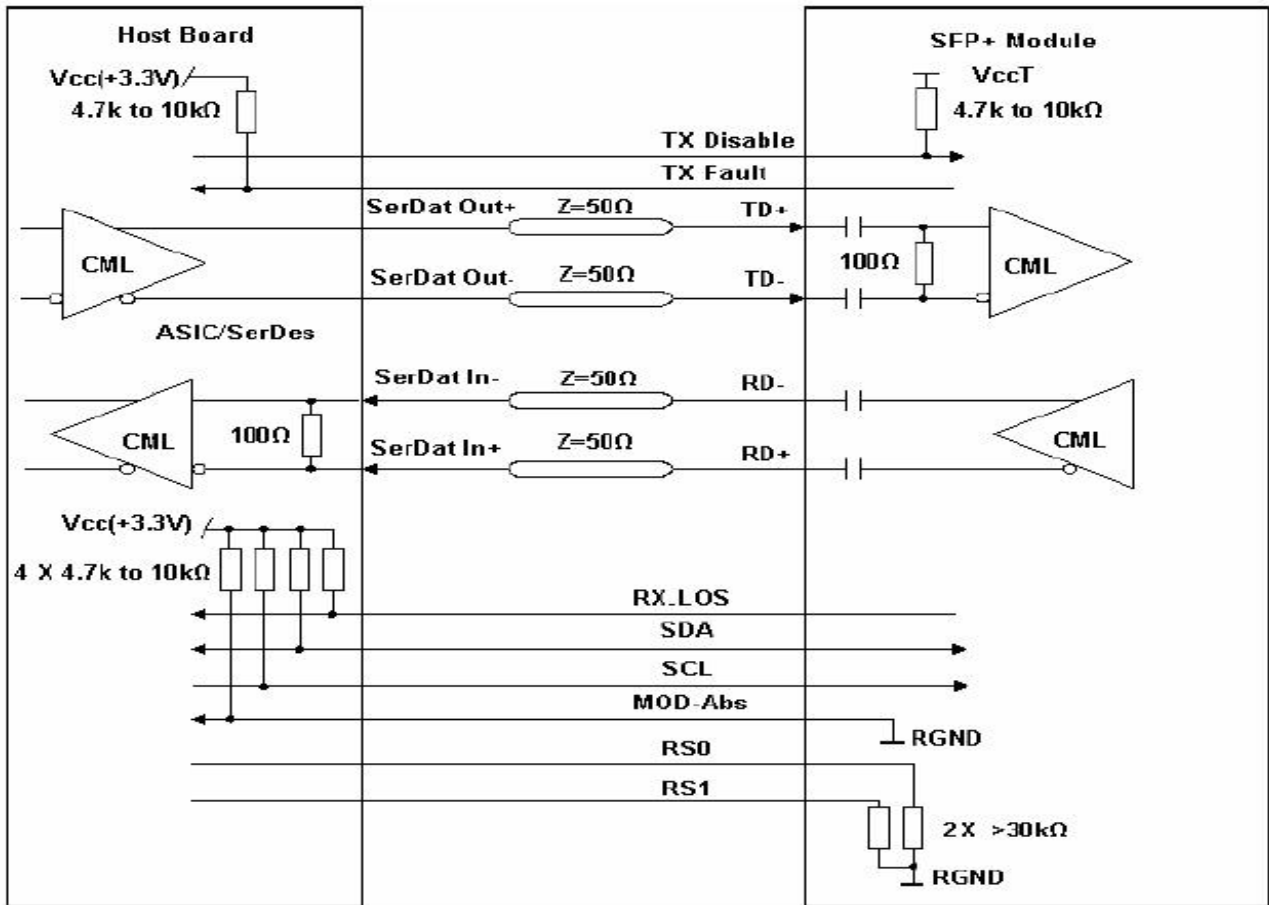 Host Board
SFP+ Module
Vcc(+3.3V)
4.7k to 10kΩ
VccT
4.7k to 10kΩ
TX Disable
TX Fault
SerDat Out+
Z=50Ω
TD+
CML
100Ω
CML
SerDat Out-
Z=50Ω
TD-
ASIC/SerDes
SerDat In-
Z=50Ω
RD-
CML
100Ω
CML
SerDat In+
Z=50Ω
RD+
Vcc(+3.3V)
4 X 4.7k to 10kΩ
RX_LOS
SDA
SCL
MOD-Abs
RGND
RS0
RS1
2X >30kΩ
RGND